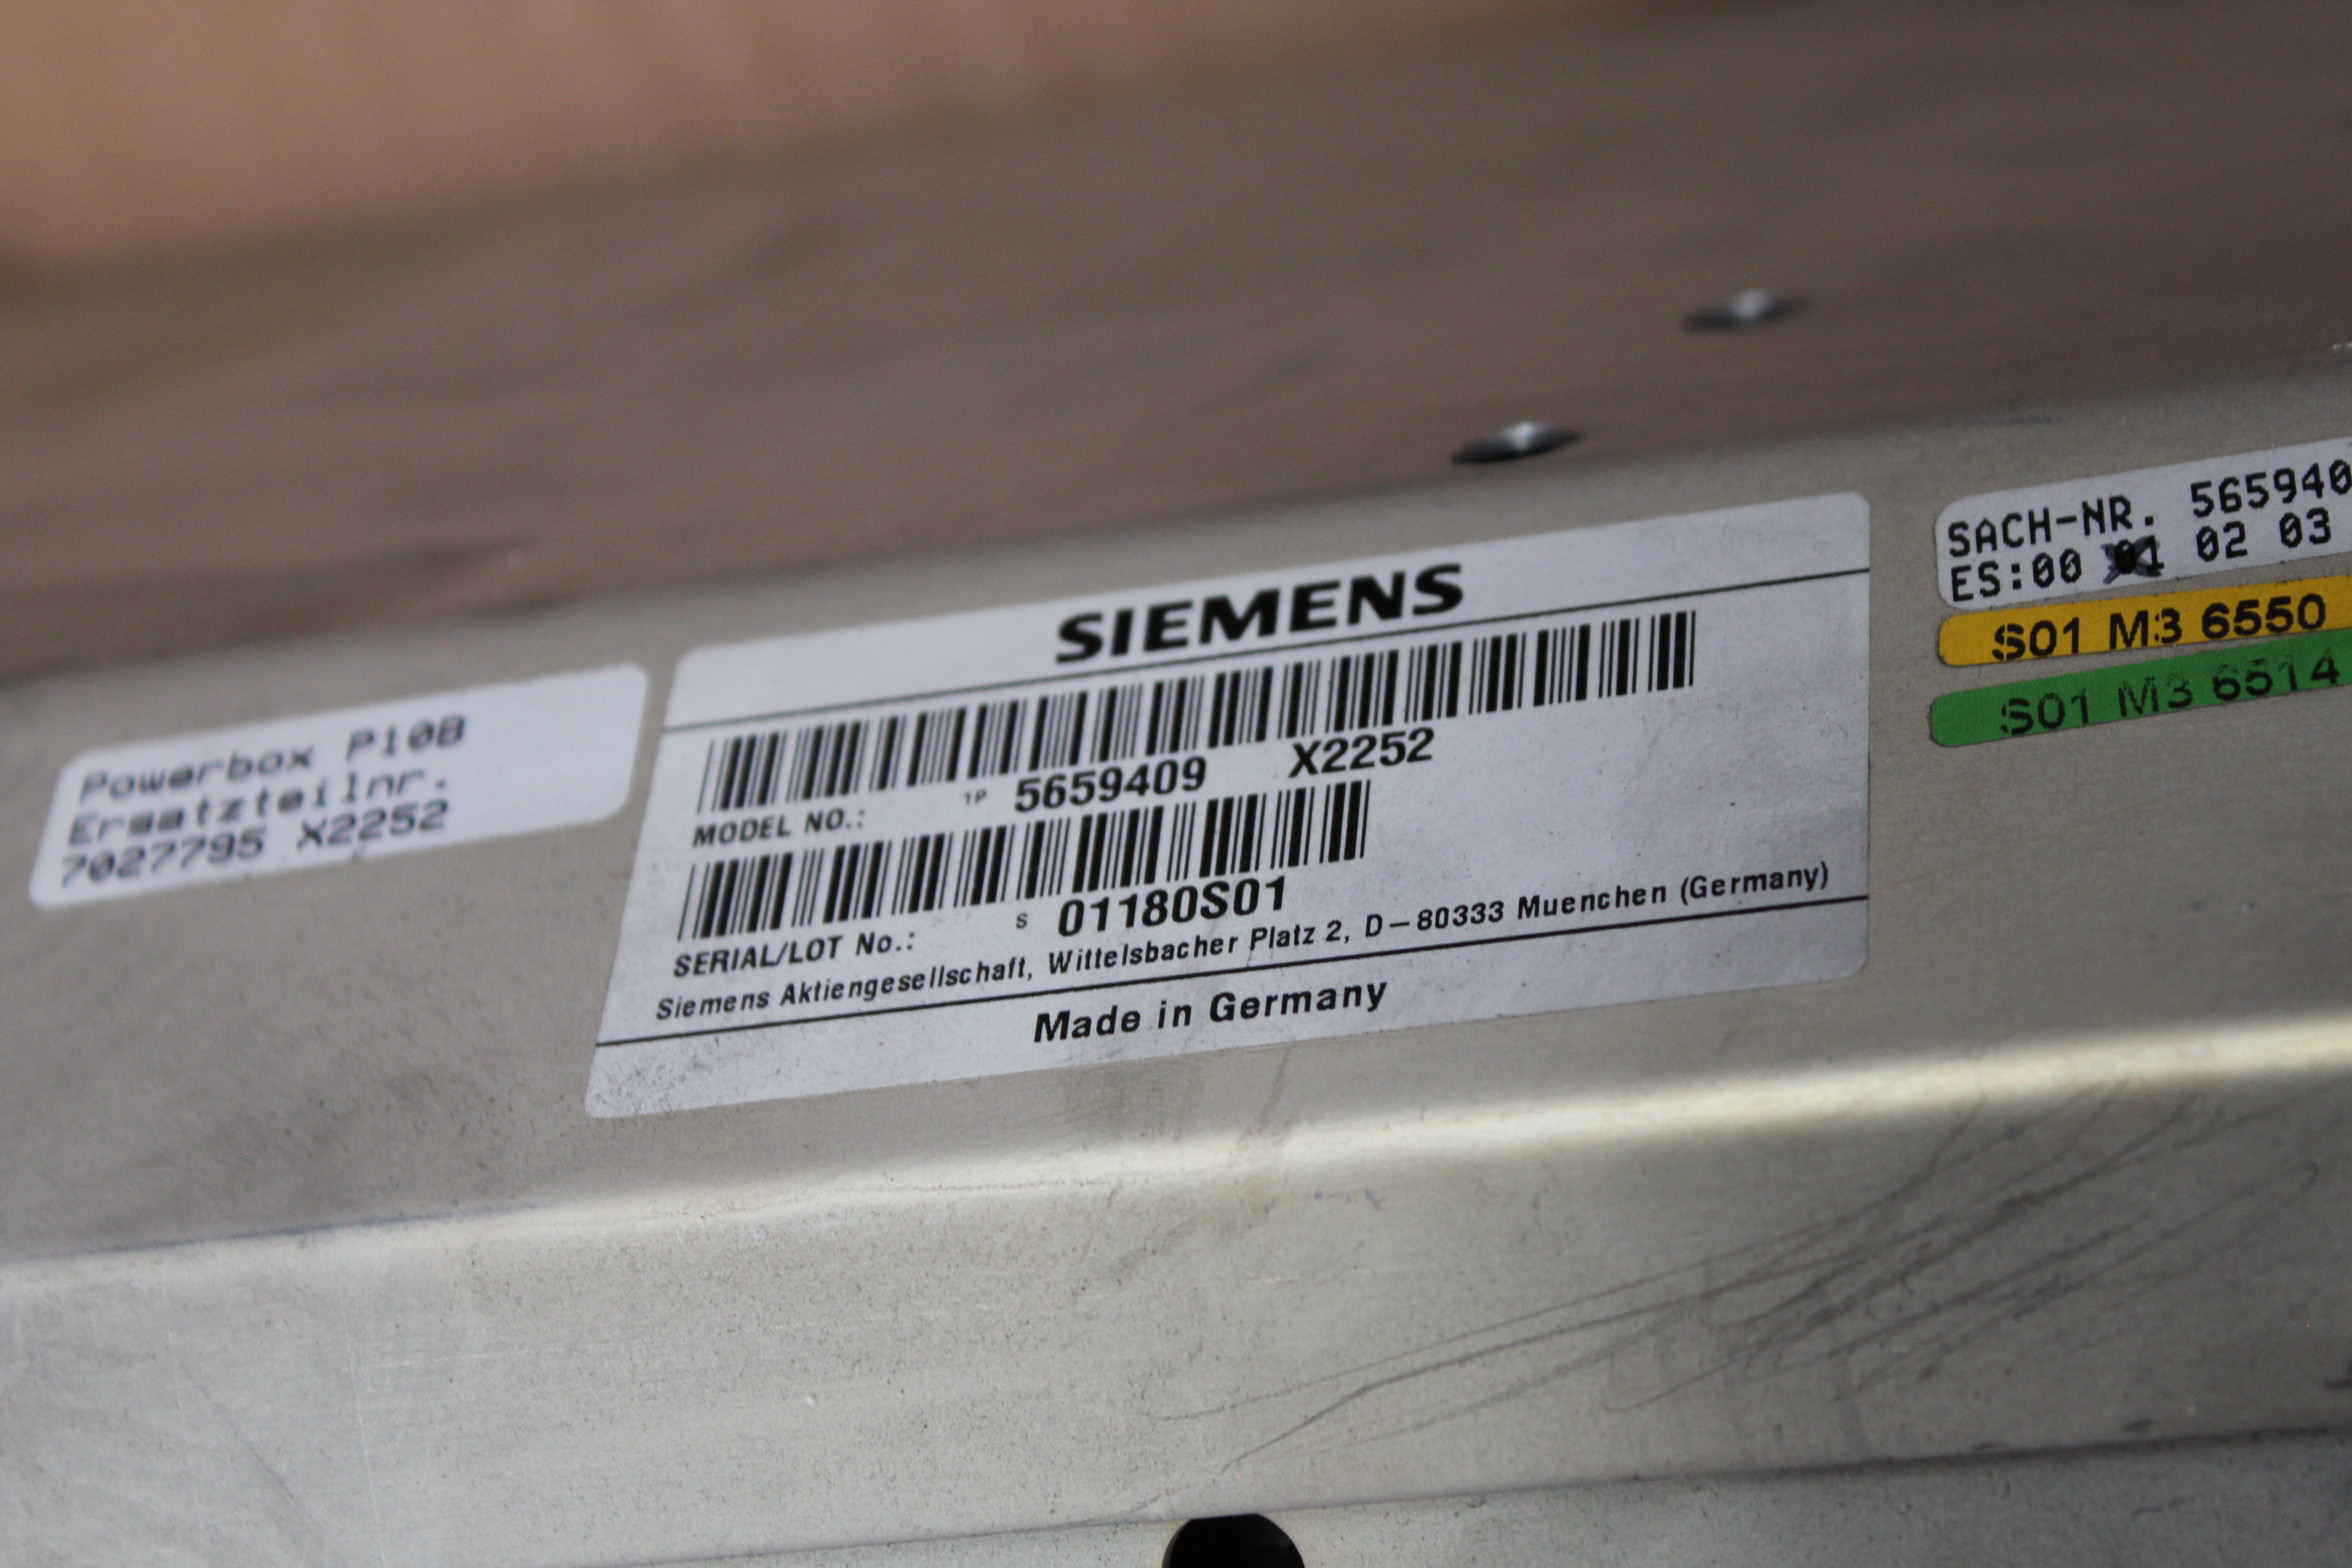 Powerbox P10B
Ersatzteilnr.
7027795 X2252
SIEMENS
1P 5659409 X2252
MODEL NO.:
S 01180S01
SERIAL/LOT No.:
Siemens Aktiengesellschaft, Wittelsbacher Platz 2, D-80333 Muenchen (Germany)
Made in Germany
SACH-NR. 565940
ES:00 01 02 03
S01 M3 6550
S01 M3 6514